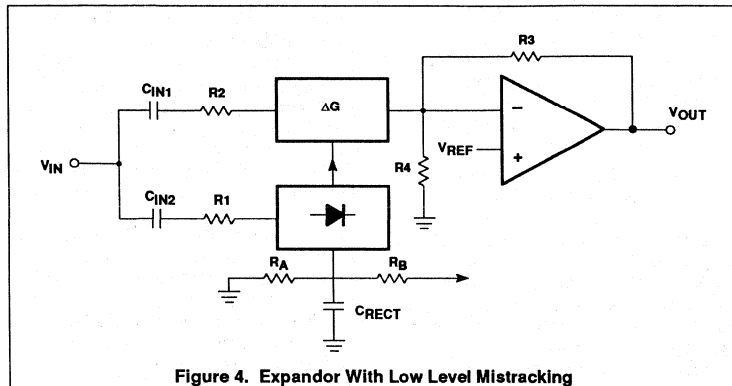 R3
CIN1
R2
ΔG
VOUT
VREF
R4
VIN
CIN2
R1
RA
RB
CRECT
− +
Figure 4. Expandor With Low Level Mistracking